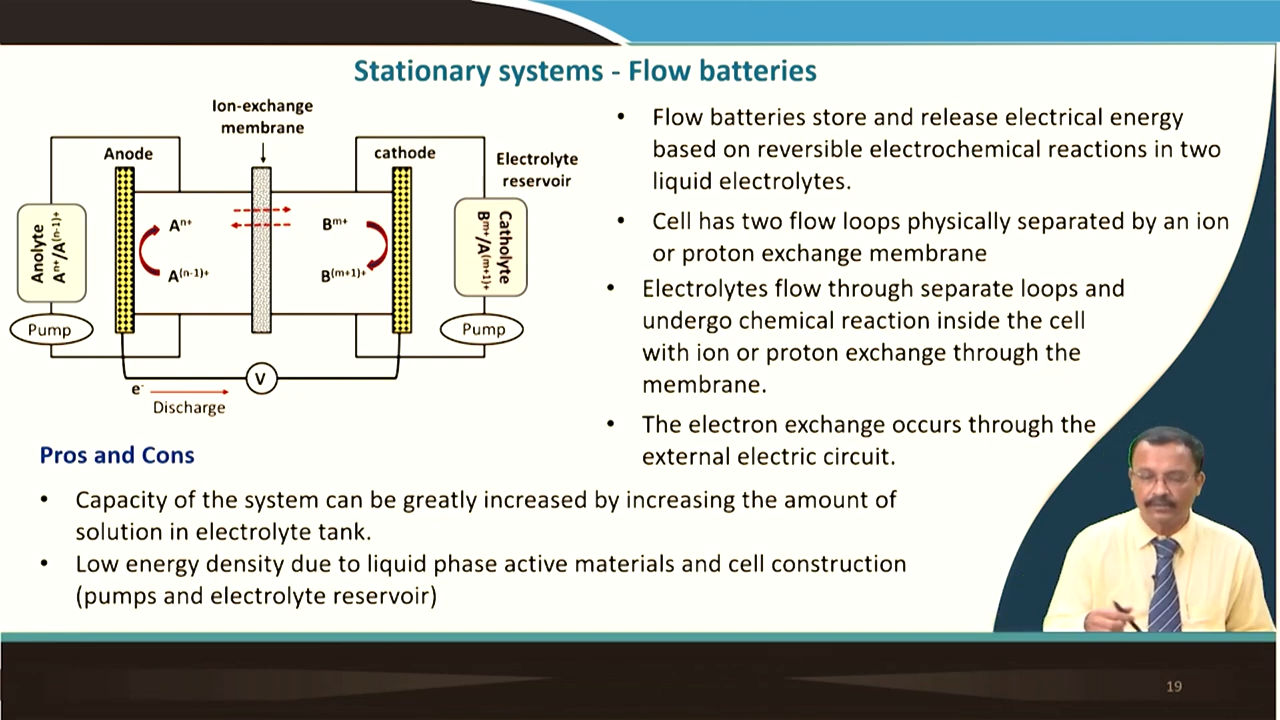 Stationary systems - Flow batteries
Ion-exchange
membrane
Anode
cathode
Electrolyte
reservoir
Anolyte
Aⁿ⁺/A⁽ⁿ⁻¹⁾⁺
Aⁿ⁺
A⁽ⁿ⁻¹⁾⁺
Bᵐ⁺
B⁽ᵐ⁺¹⁾⁺
Catholyte
Bᵐ⁺/A⁽ᵐ⁺¹⁾⁺
Pump
Pump
V
e⁻
Discharge
• Flow batteries store and release electrical energy
based on reversible electrochemical reactions in two
liquid electrolytes.
• Cell has two flow loops physically separated by an ion
or proton exchange membrane
• Electrolytes flow through separate loops and
undergo chemical reaction inside the cell
with ion or proton exchange through the
membrane.
• The electron exchange occurs through the
external electric circuit.
Pros and Cons
• Capacity of the system can be greatly increased by increasing the amount of
solution in electrolyte tank.
• Low energy density due to liquid phase active materials and cell construction
(pumps and electrolyte reservoir)
19